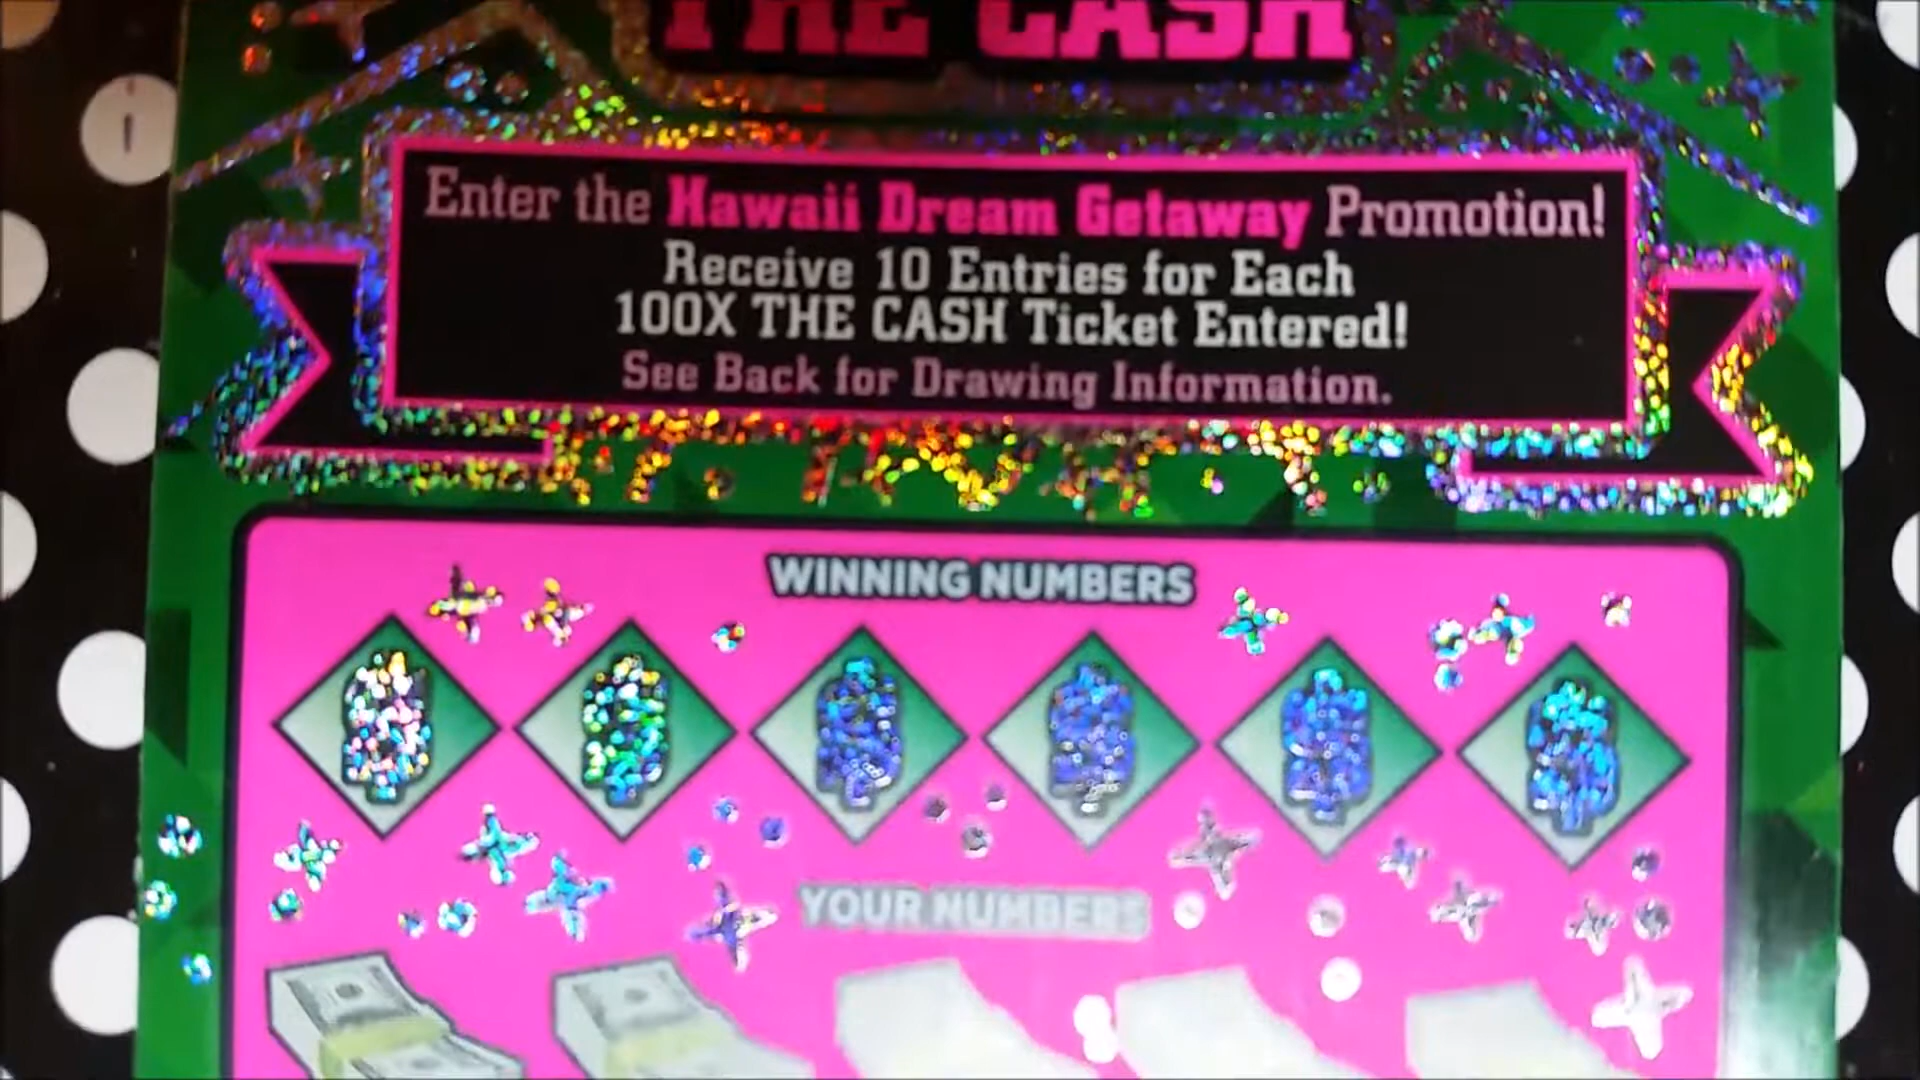 THE CASH
Enter the Hawaii Dream Getaway Promotion!
Receive 10 Entries for Each
100X THE CASH Ticket Entered!
See Back for Drawing Information.
WINNING NUMBERS
YOUR NUMBERS